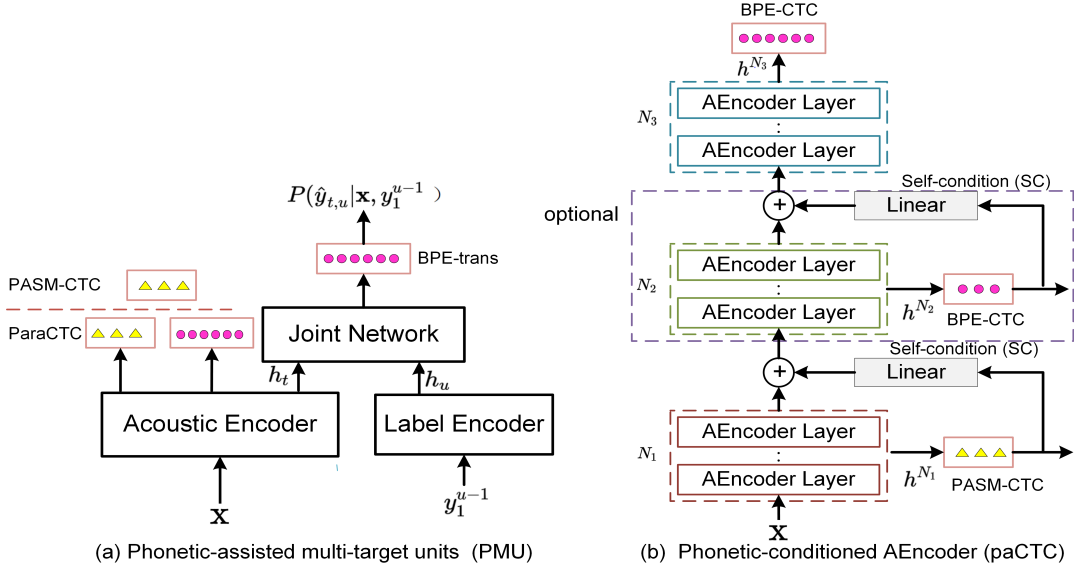 P(ŷ_{t,u}|x, y_1^{u-1})
BPE-trans
PASM-CTC
ParaCTC
Joint Network
h_t
h_u
Acoustic Encoder
Label Encoder
x
y_1^{u-1}
(a) Phonetic-assisted multi-target units (PMU)
BPE-CTC
h^{N_3}
N_3
AEncoder Layer
⋮
AEncoder Layer
optional
Self-condition (SC)
+
Linear
N_2
AEncoder Layer
⋮
AEncoder Layer
h^{N_2}
BPE-CTC
Self-condition (SC)
+
Linear
N_1
AEncoder Layer
⋮
AEncoder Layer
h^{N_1}
PASM-CTC
x
(b) Phonetic-conditioned AEncoder (paCTC)